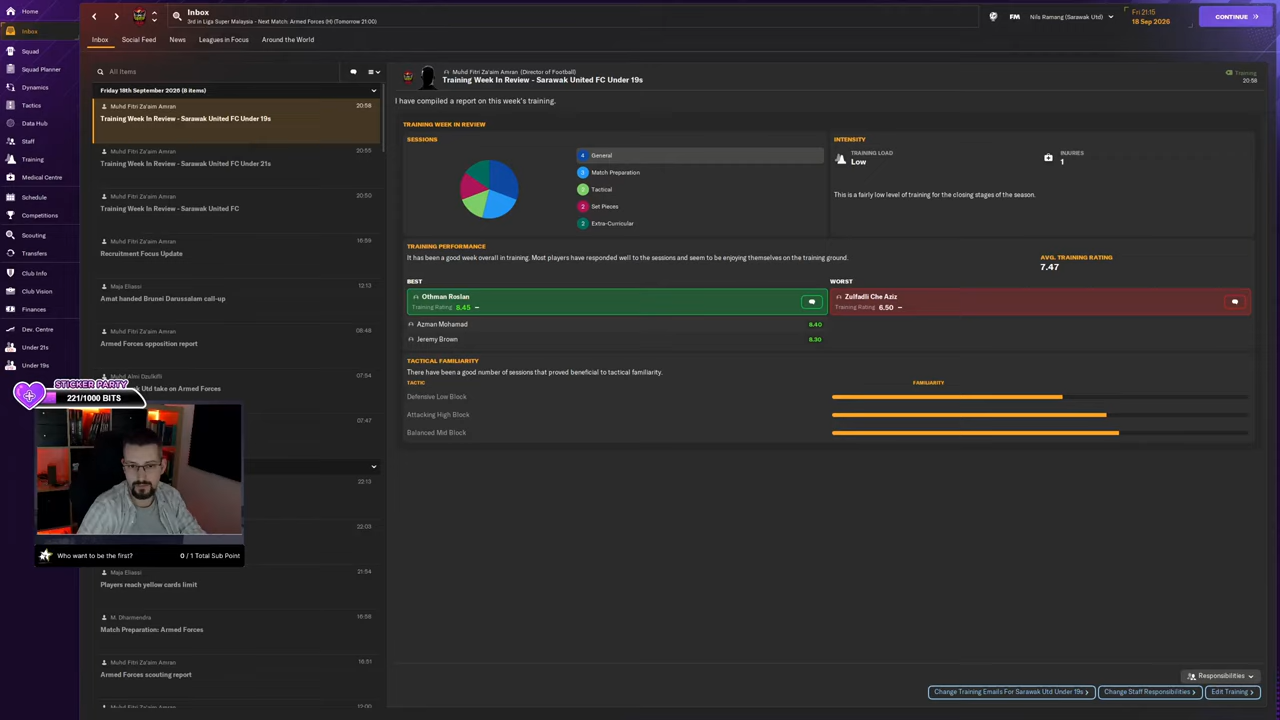 Home
Inbox
Squad
Squad Planner
Dynamics
Tactics
Data Hub
Staff
Training
Medical Centre
Schedule
Competitions
Scouting
Transfers
Club Info
Club Vision
Finances
Dev. Centre
Under 21s
Under 19s
Inbox
3rd in Liga Super Malaysia - Next Match: Armed Forces (H) (Tomorrow 21:00)
FM
Nils Ramang (Sarawak Utd)
Fri 21:15
18 Sep 2026
CONTINUE
Inbox
Social Feed
News
Leagues in Focus
Around the World
All Items
Friday 18th September 2026 (8 items)
Muhd Fitri Za'aim Amran
20:58
Training Week In Review - Sarawak United FC Under 19s
Muhd Fitri Za'aim Amran
20:55
Training Week In Review - Sarawak United FC Under 21s
Muhd Fitri Za'aim Amran
20:50
Training Week In Review - Sarawak United FC
Muhd Fitri Za'aim Amran
16:59
Recruitment Focus Update
Maja Eliassi
13:13
Amat handed Brunei Darussalam call-up
Muhd Fitri Za'aim Amran
08:48
Armed Forces opposition report
Muhd Almi Dzulkifli
07:54
k Utd take on Armed Forces
07:47
22:13
22:03
Maja Eliassi
21:54
Players reach yellow cards limit
M. Dharmendra
16:56
Match Preparation: Armed Forces
Muhd Fitri Za'aim Amran
16:51
Armed Forces scouting report
Muhd Fitri Za'aim Amran
12:00
STICKER PARTY
221/1000 BITS
Who want to be the first?
0 / 1 Total Sub Point
Muhd Fitri Za'aim Amran (Director of Football)
Training Week In Review - Sarawak United FC Under 19s
Training
20:58
I have compiled a report on this week's training.
TRAINING WEEK IN REVIEW
SESSIONS
4 General
3 Match Preparation
2 Tactical
2 Set Pieces
2 Extra-Curricular
INTENSITY
TRAINING LOAD
Low
INJURIES
1
This is a fairly low level of training for the closing stages of the season.
TRAINING PERFORMANCE
It has been a good week overall in training. Most players have responded well to the sessions and seem to be enjoying themselves on the training ground.
AVG. TRAINING RATING
7.47
BEST
Othman Roslan
Training Rating 8.45
Azman Mohamad
8.40
Jeremy Brown
8.30
WORST
Zulfadli Che Aziz
Training Rating 6.50
TACTICAL FAMILIARITY
There have been a good number of sessions that proved beneficial to tactical familiarity.
TACTIC
FAMILIARITY
Defensive Low Block
Attacking High Block
Balanced Mid Block
Responsibilities
Change Training Emails For Sarawak Utd Under 19s
Change Staff Responsibilities
Edit Training